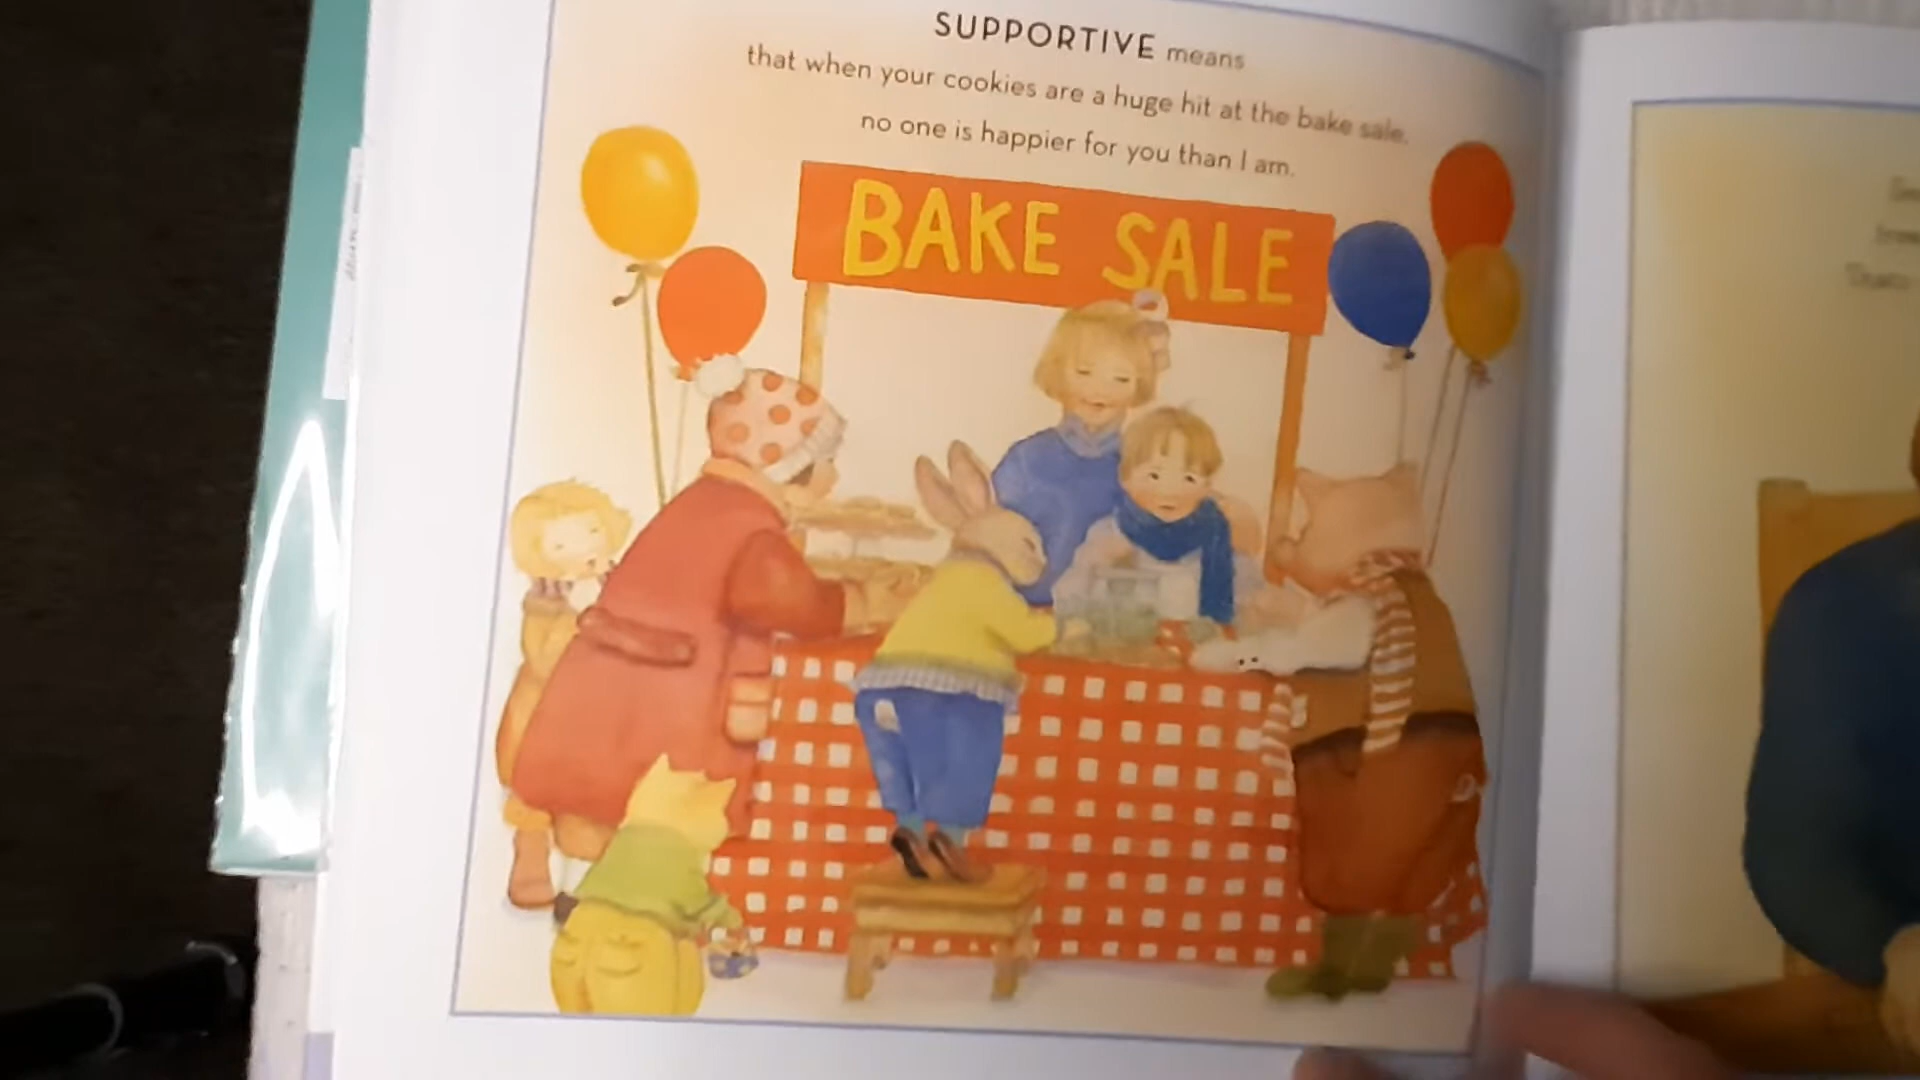 SUPPORTIVE means
that when your cookies are a huge hit at the bake sale,
no one is happier for you than I am.
BAKE SALE